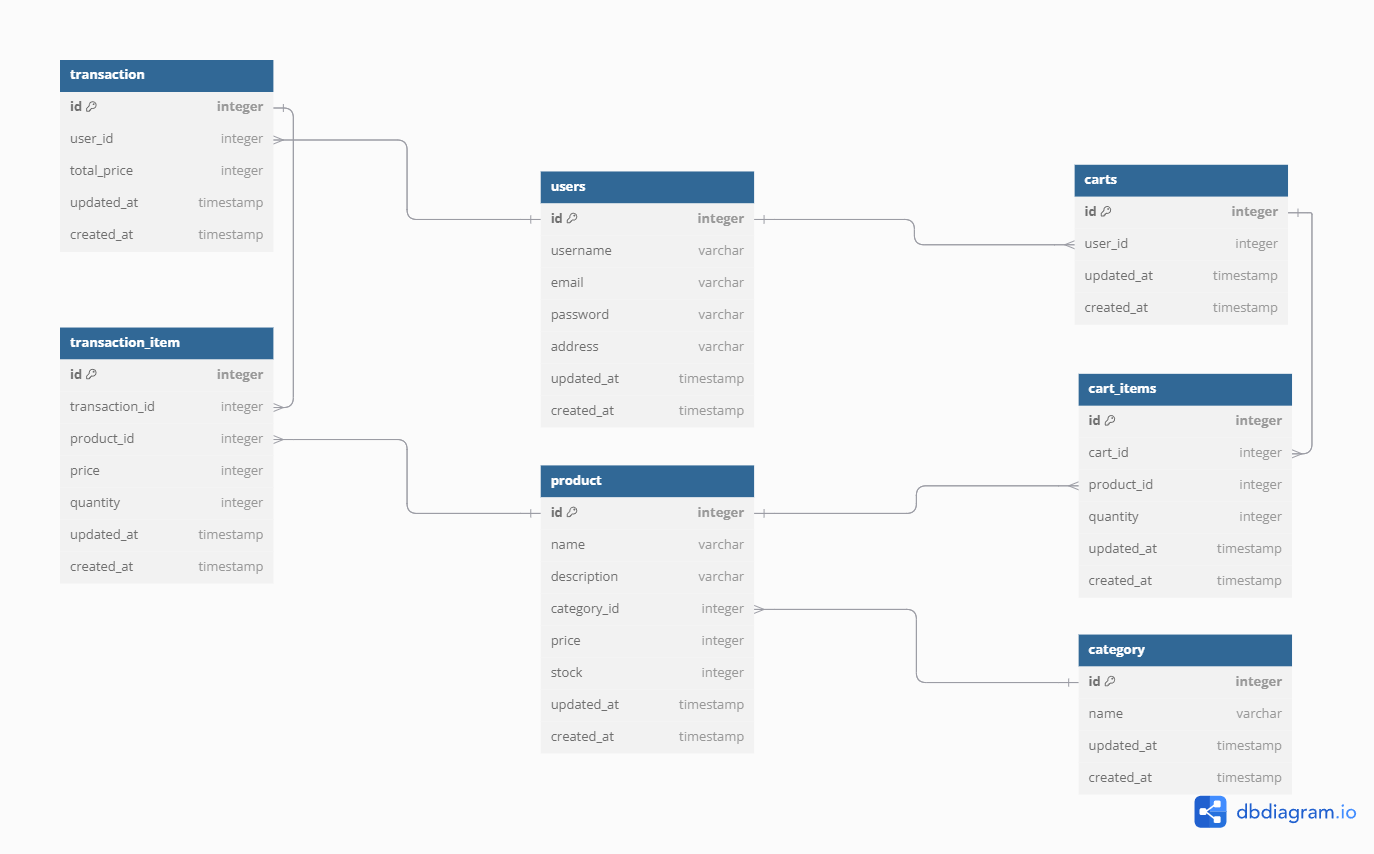 transaction
id integer
user_id integer
total_price integer
updated_at timestamp
created_at timestamp
transaction_item
id integer
transaction_id integer
product_id integer
price integer
quantity integer
updated_at timestamp
created_at timestamp
users
id integer
username varchar
email varchar
password varchar
address varchar
updated_at timestamp
created_at timestamp
product
id integer
name varchar
description varchar
category_id integer
price integer
stock integer
updated_at timestamp
created_at timestamp
carts
id integer
user_id integer
updated_at timestamp
created_at timestamp
cart_items
id integer
cart_id integer
product_id integer
quantity integer
updated_at timestamp
created_at timestamp
category
id integer
name varchar
updated_at timestamp
created_at timestamp
dbdiagram.io